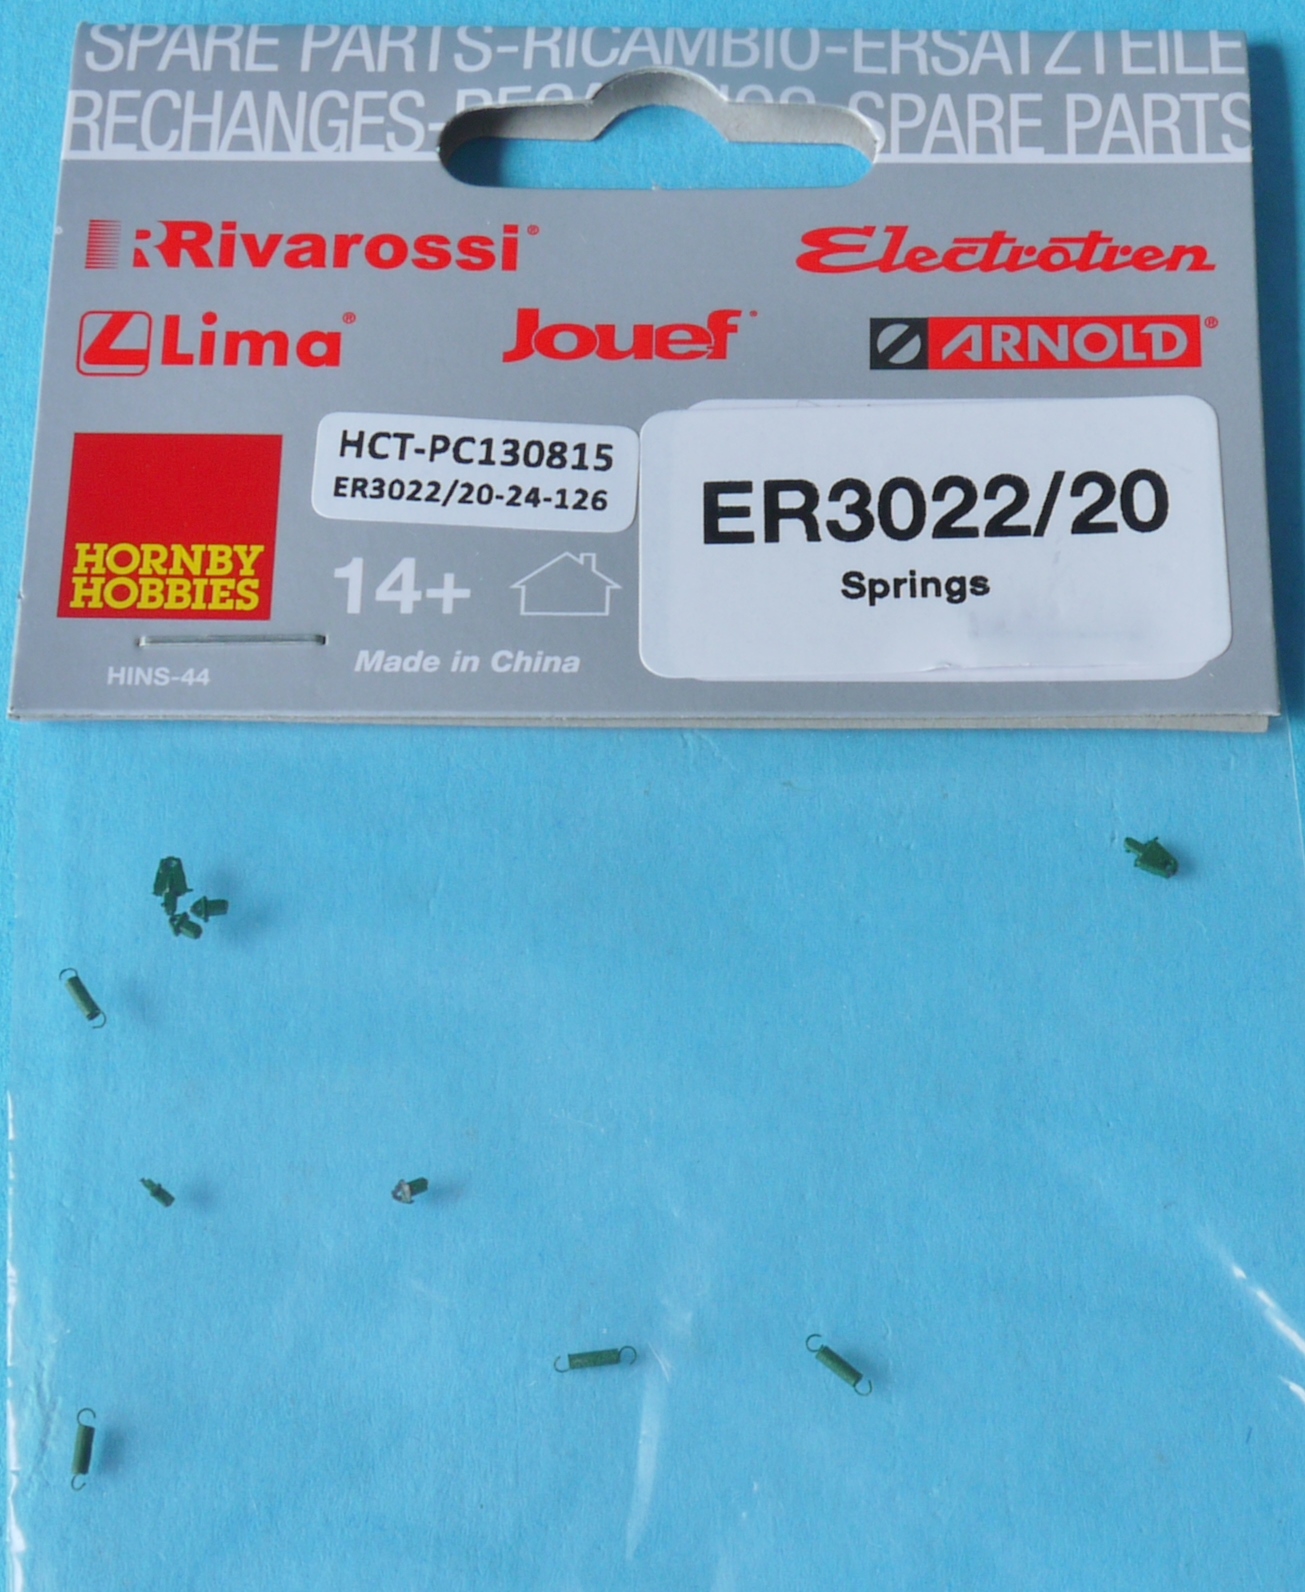 SPARE PARTS-RICAMBIO-ERSATZTEILE
RECHANGES- SPARE PARTS
Rivarossi®
Electrotren
Lima®
Jouef
ARNOLD®
HCT-PC130815
ER3022/20-24-126
ER3022/20
Springs
HORNBY
HOBBIES
14+
Made in China
HINS-44